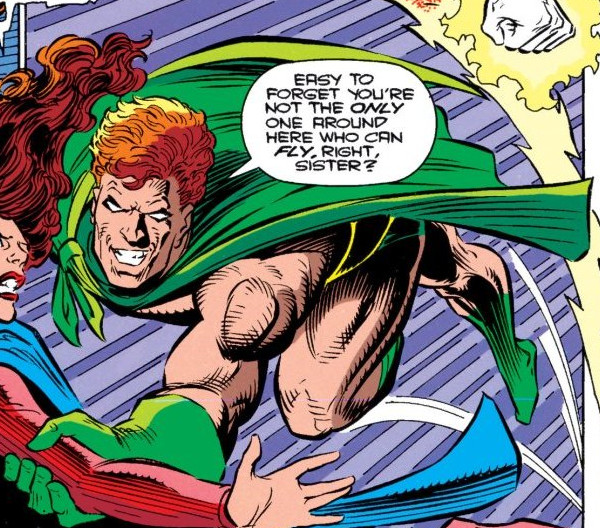 EASY TO
FORGET YOU'RE
NOT THE ONLY
ONE AROUND
HERE WHO CAN
FLY, RIGHT,
SISTER?